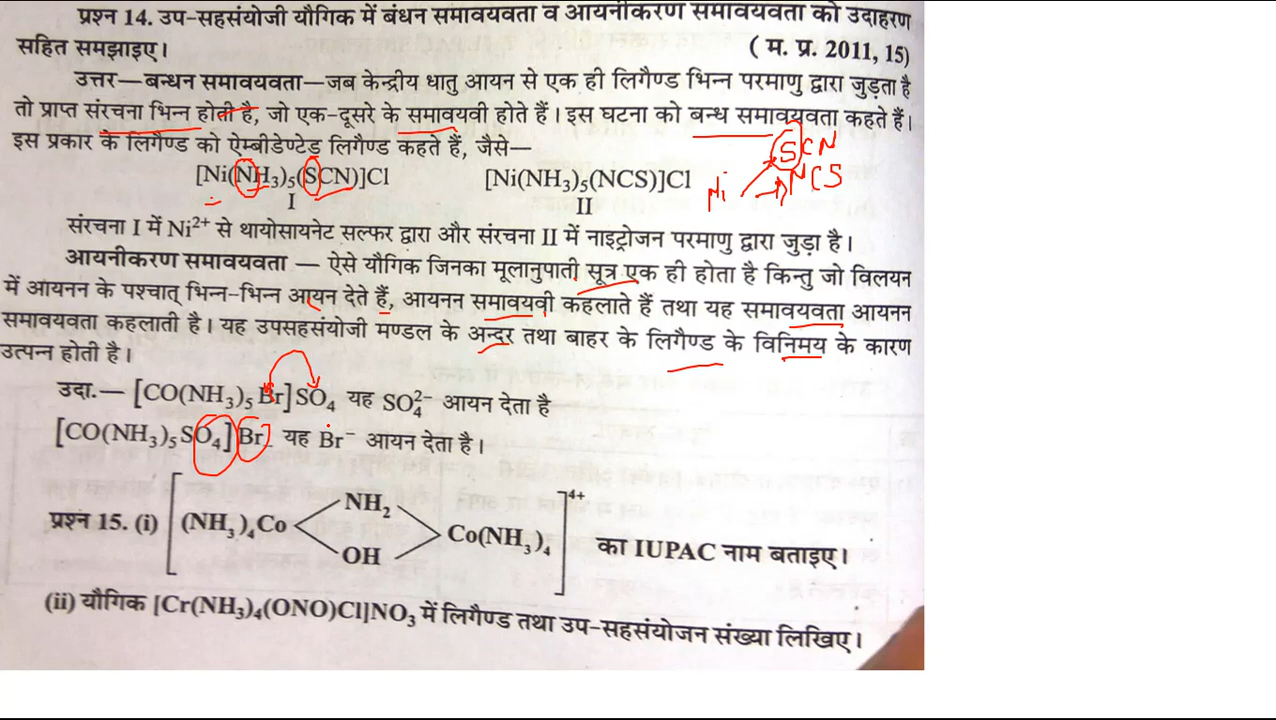 प्रश्न 14. उप-सहसंयोजी यौगिक में बंधन समावयवता व आयनीकरण समावयवता को उदाहरण
सहित समझाइए। ( म. प्र. 2011, 15)
उत्तर—बन्धन समावयवता—जब केन्द्रीय धातु आयन से एक ही लिगैण्ड भिन्न परमाणु द्वारा जुड़ता है
तो प्राप्त संरचना भिन्न होती है, जो एक-दूसरे के समावयवी होते हैं। इस घटना को बन्ध समावयवता कहते हैं।
इस प्रकार के लिगैण्ड को ऐम्बीडेण्टेड लिगैण्ड कहते हैं, जैसे—
SCN
Ni NCS
[Ni(NH₃)₅(SCN)]Cl [Ni(NH₃)₅(NCS)]Cl
I II
संरचना I में Ni²⁺ से थायोसायनेट सल्फर द्वारा और संरचना II में नाइट्रोजन परमाणु द्वारा जुड़ा है।
आयनीकरण समावयवता — ऐसे यौगिक जिनका मूलानुपाती सूत्र एक ही होता है किन्तु जो विलयन
में आयनन के पश्चात् भिन्न-भिन्न आयन देते हैं, आयनन समावयवी कहलाते हैं तथा यह समावयवता आयनन
समावयवता कहलाती है। यह उपसहसंयोजी मण्डल के अन्दर तथा बाहर के लिगैण्ड के विनिमय के कारण
उत्पन्न होती है।
उदा.— [CO(NH₃)₅Br]SO₄ यह SO₄²⁻ आयन देता है
[CO(NH₃)₅SO₄]Br यह Br⁻ आयन देता है।
NH₂ ⁴⁺
प्रश्न 15. (i) [(NH₃)₄Co Co(NH₃)₄] का IUPAC नाम बताइए।
OH
(ii) यौगिक [Cr(NH₃)₄(ONO)Cl]NO₃ में लिगैण्ड तथा उप-सहसंयोजन संख्या लिखिए।